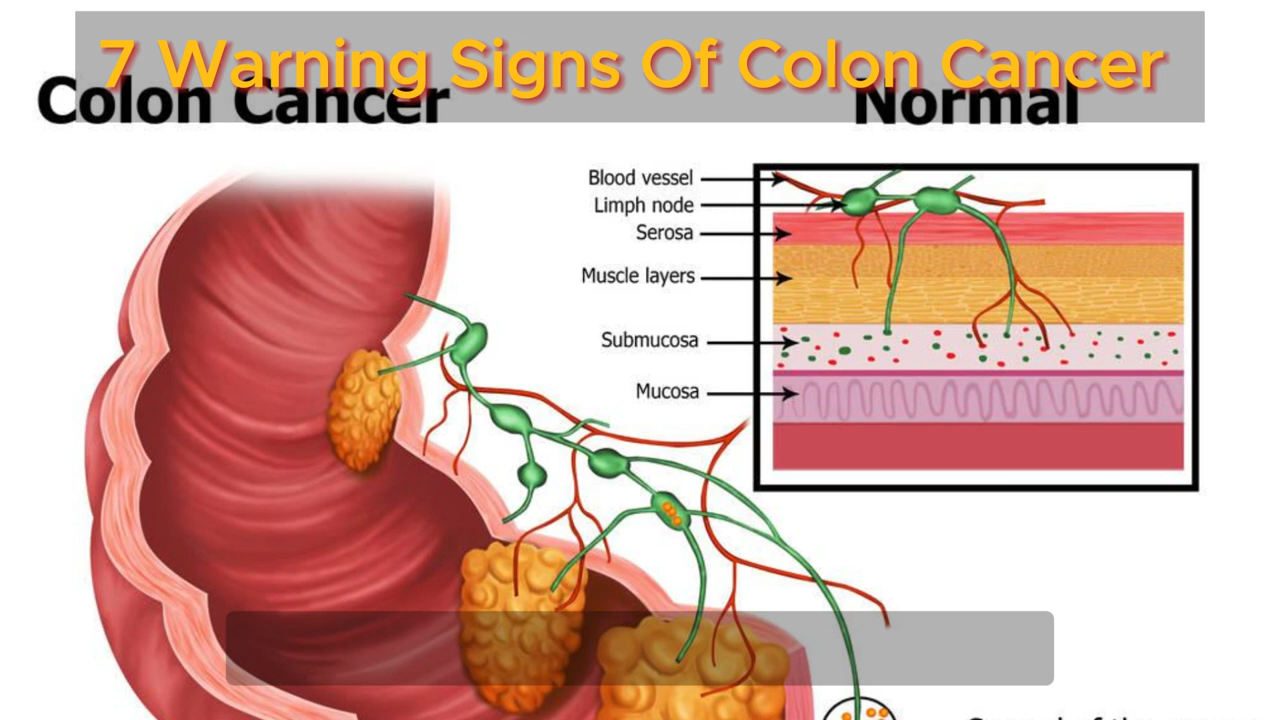 7 Warning Signs Of Colon Cancer
Colon Cancer
Normal
Blood vessel
Limph node
Serosa
Muscle layers
Submucosa
Mucosa